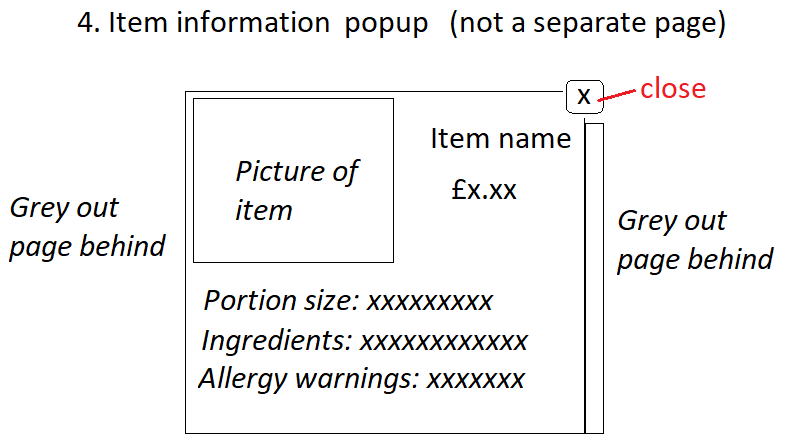 4. Item information popup (not a separate page)
X
close
Item name
Picture of
item
£x.xx
Grey out
page behind
Grey out
page behind
Portion size: xxxxxxxxx
Ingredients: xxxxxxxxxxxx
Allergy warnings: xxxxxxx